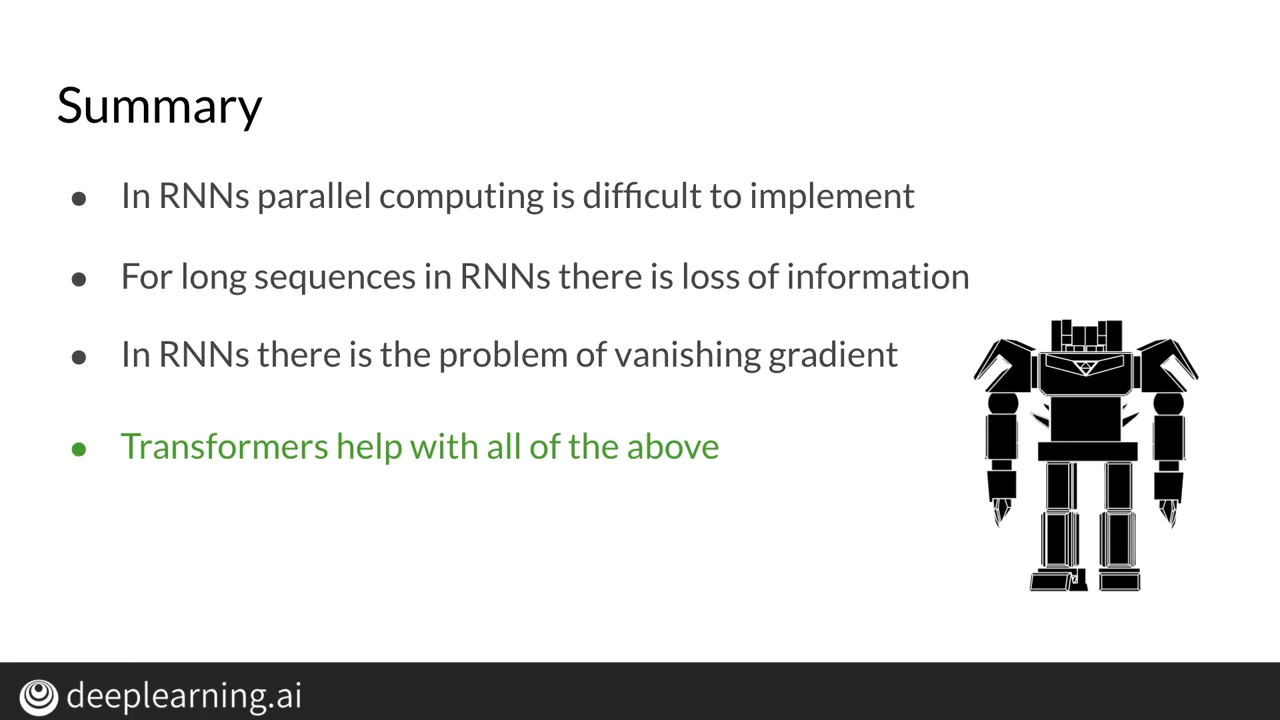 Summary
● In RNNs parallel computing is difficult to implement
● For long sequences in RNNs there is loss of information
● In RNNs there is the problem of vanishing gradient
● Transformers help with all of the above
deeplearning.ai